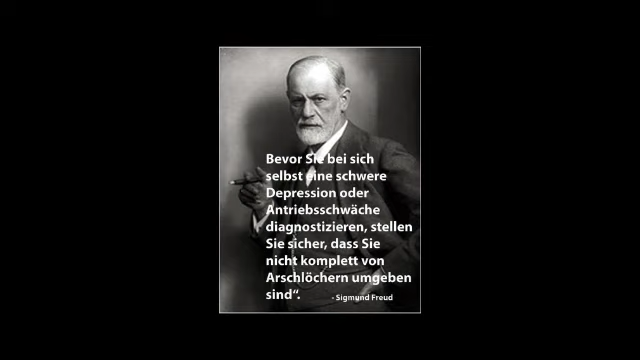 Bevor Sie bei sich
selbst eine schwere
Depression oder
Antriebsschwäche
diagnostizieren, stellen
Sie sicher, dass Sie
nicht komplett von
Arschlöchern umgeben
sind“.
- Sigmund Freud